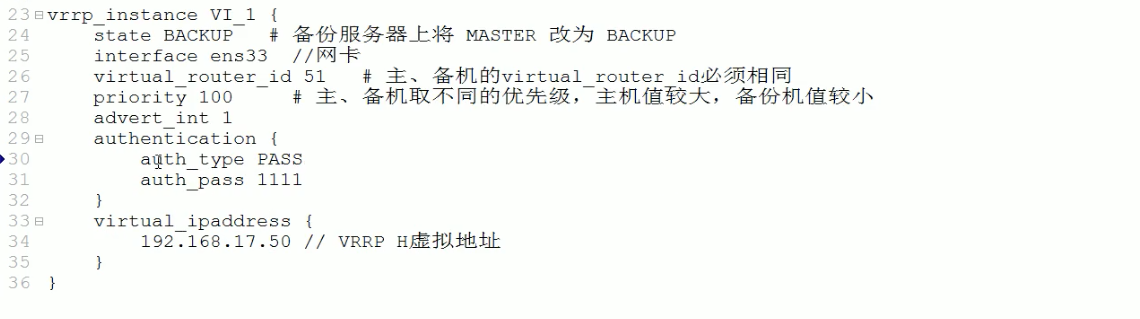 23 vrrp_instance VI_1 {
24 state BACKUP # 备份服务器上将 MASTER 改为 BACKUP
25 interface ens33 //网卡
26 virtual_router_id 51 # 主、备机的virtual_router_id必须相同
27 priority 100 # 主、备机取不同的优先级，主机值较大，备份机值较小
28 advert_int 1
29 authentication {
30 auth_type PASS
31 auth_pass 1111
32 }
33 virtual_ipaddress {
34 192.168.17.50 // VRRP H虚拟地址
35 }
36 }